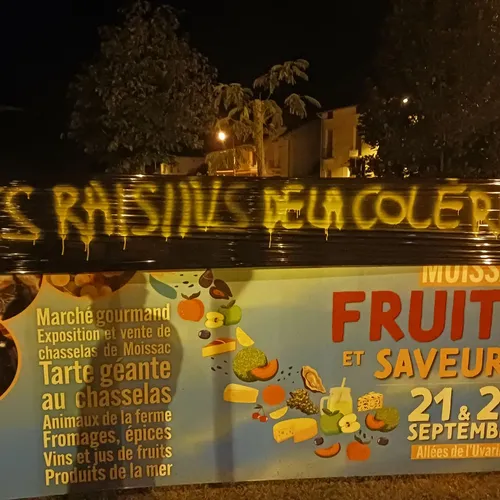 S RAISINS DE LA COLÈR
Marché gourmand
Exposition et vente de
chasselas de Moissac
Tarte géante
au chasselas
Animaux de la ferme
Fromages, épices
Vins et jus de fruits
Produits de la mer
MOISS
FRUIT
ET SAVEUR
21 & 2
SEPTEMB
Allées de l'Uvari